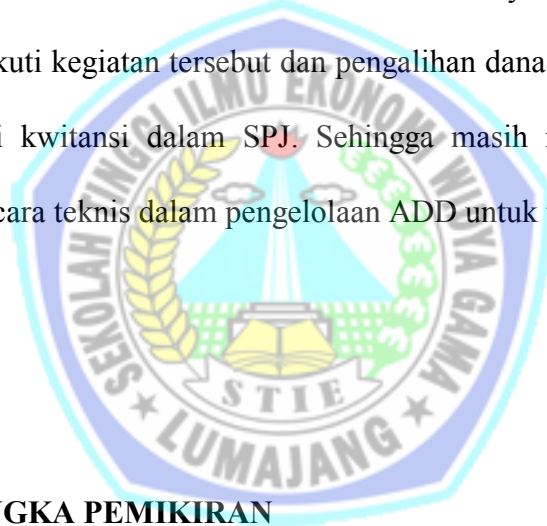 kuti kegiatan tersebut dan pengalihan dana
i kwitansi dalam SPJ. Sehingga masih
cara teknis dalam pengelolaan ADD untuk
SEKOLAH TINGGI ILMU EKONOMI WIDYA GAMA
STIE
LUMAJANG
NGKA PEMIKIRAN